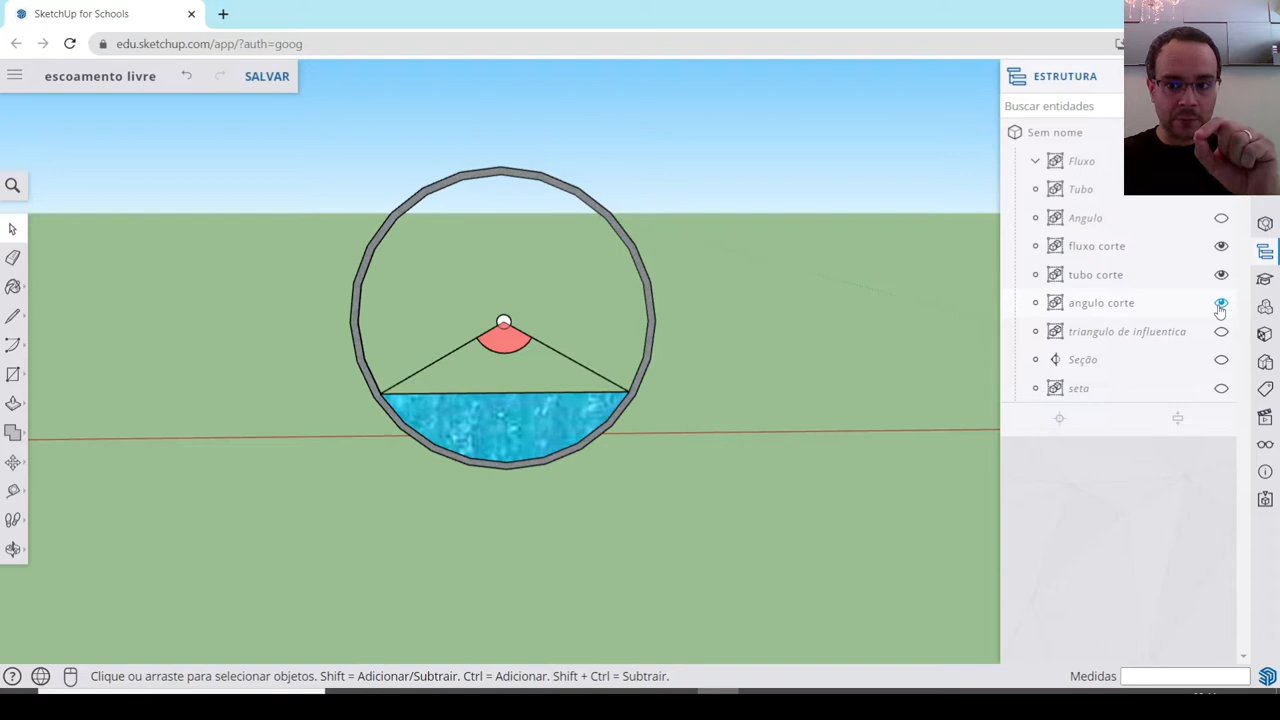 SketchUp for Schools
edu.sketchup.com/app/?auth=goog
escoamento livre
SALVAR
ESTRUTURA
Buscar entidades
Sem nome
Fluxo
Tubo
Angulo
fluxo corte
tubo corte
angulo corte
triangulo de influentica
Seção
seta
Clique ou arraste para selecionar objetos. Shift = Adicionar/Subtrair. Ctrl = Adicionar. Shift + Ctrl = Subtrair.
Medidas